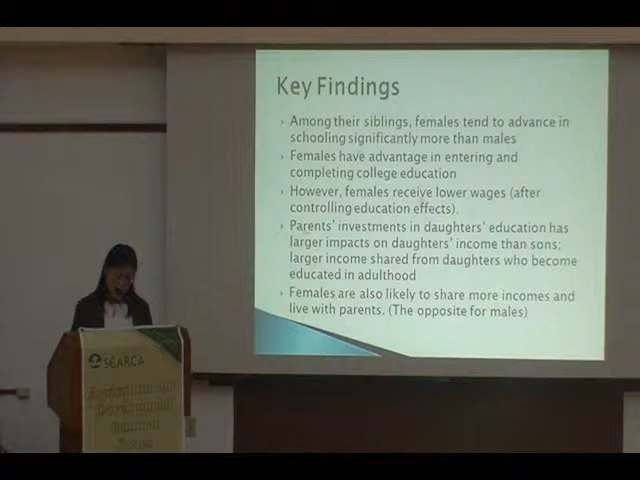 Key Findings
Among their siblings, females tend to advance in
schooling significantly more than males
Females have advantage in entering and
completing college education
However, females receive lower wages (after
controlling education effects).
Parents' investments in daughters' education has
larger impacts on daughters' income than sons;
larger income shared from daughters who become
educated in adulthood
Females are also likely to share more incomes and
live with parents. (The opposite for males)
SEARCA